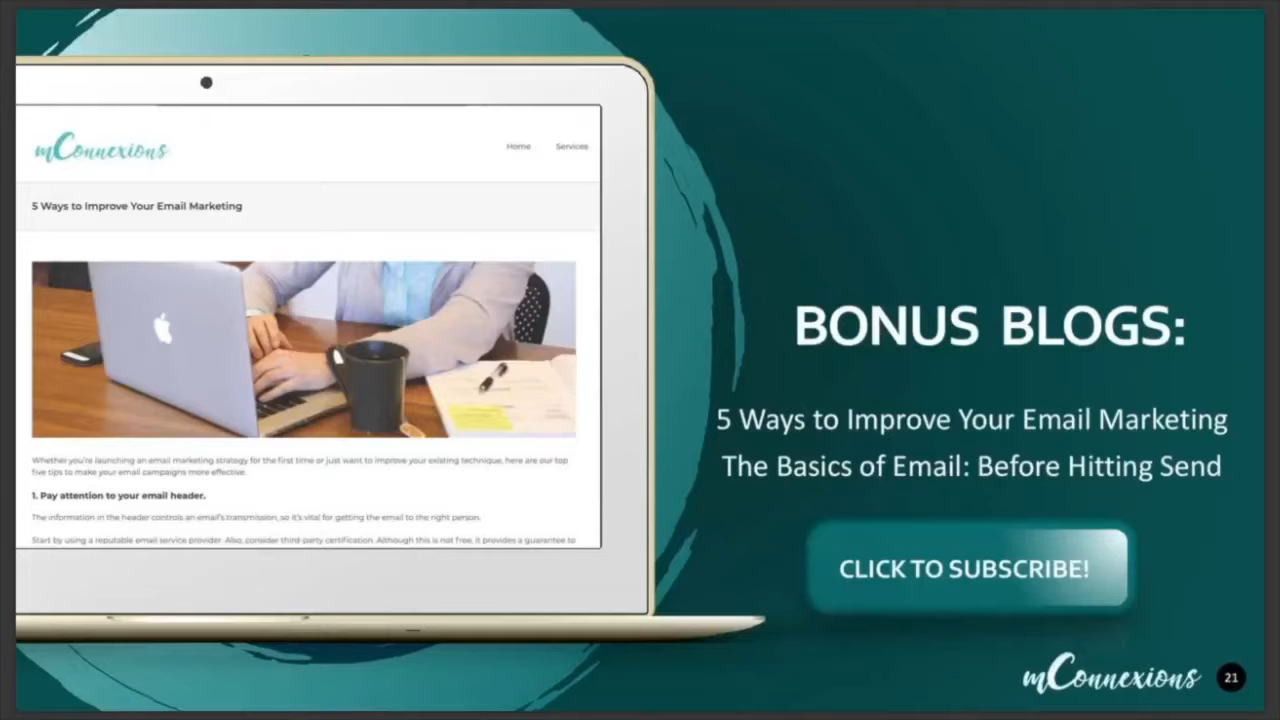 mConnexions
Home Services
5 Ways to Improve Your Email Marketing
Whether you're launching an email marketing strategy for the first time or just want to improve your existing technique, here are our top
five tips to make your email campaigns more effective.
1. Pay attention to your email header.
The information in the header controls an email's transmission, so it's vital for getting the email to the right person.
Start by using a reputable email service provider. Also, consider third-party certification. Although this is not free, it provides a guarantee to
BONUS BLOGS:
5 Ways to Improve Your Email Marketing
The Basics of Email: Before Hitting Send
CLICK TO SUBSCRIBE!
mConnexions
21